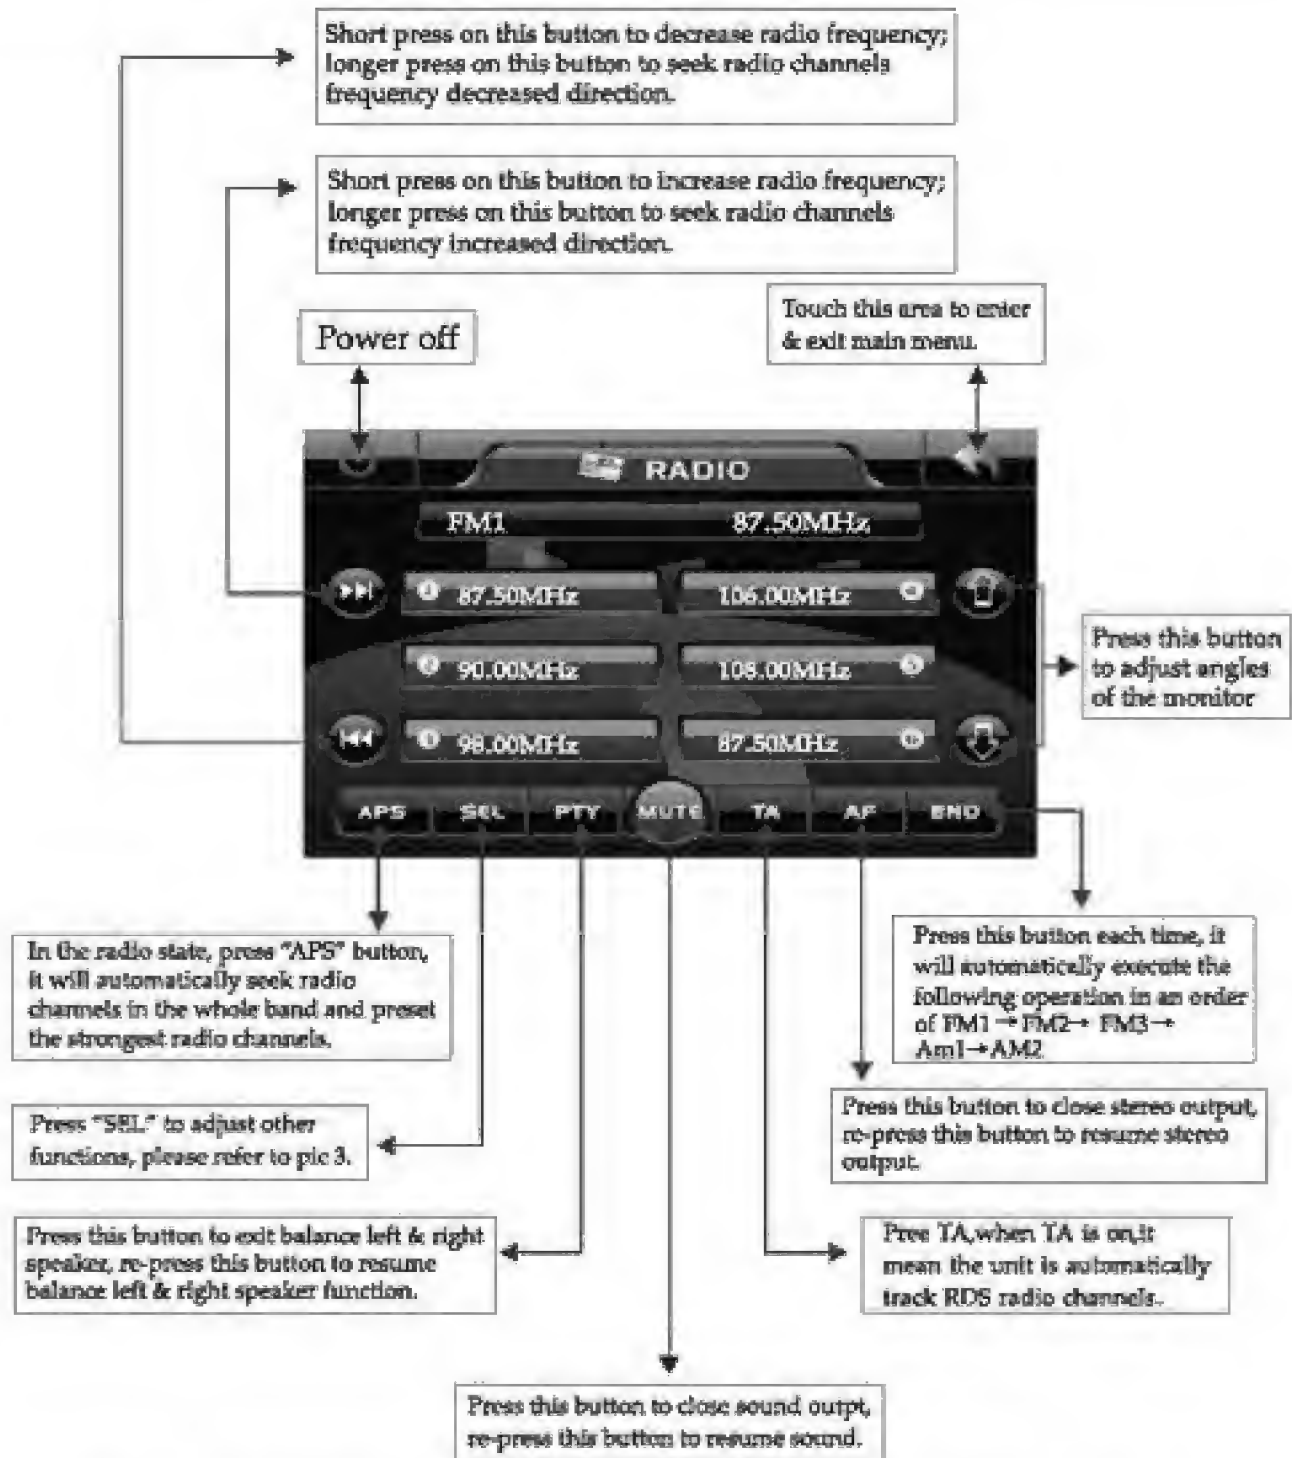 Short press on this button to decrease radio frequency;
longer press on this button to seek radio channels
frequency decreased direction.
Short press on this button to increase radio frequency;
longer press on this button to seek radio channels
frequency increased direction.
Power off
Touch this area to enter
& exit main menu.
RADIO
FM1 87.50MHz
1 87.50MHz 106.00MHz 4
2 90.00MHz 108.00MHz 5
3 98.00MHz 87.50MHz 6
Press this button
to adjust angles
of the monitor
APS SEL PTY MUTE TA AF BND
In the radio state, press "APS" button,
it will automatically seek radio
channels in the whole band and preset
the strongest radio channels.
Press this button each time, it
will automatically execute the
following operation in an order
of FM1→FM2→ FM3→
Am1→AM2
Press "SEL" to adjust other
functions, please refer to pic 3.
Press this button to close stereo output,
re-press this button to resume stereo
output.
Press this button to exit balance left & right
speaker, re-press this button to resume
balance left & right speaker function.
Pree TA,when TA is on,it
mean the unit is automatically
track RDS radio channels.
Press this button to close sound outpt,
re-press this button to resume sound.